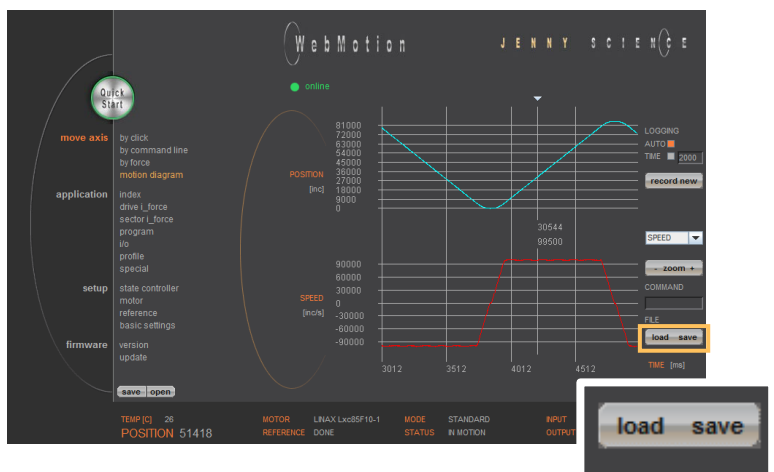 WebMotion
JENNY SCIENCE
online
Quick
Start
move axis
by click
by command line
by force
motion diagram
application
index
drive i_force
sector i_force
program
i/o
profile
special
setup
state controller
motor
reference
basic settings
firmware
version
update
save open
POSITION
[inc]
81000
72000
63000
54000
45000
36000
27000
18000
9000
0
30544
99500
SPEED
[inc/s]
90000
60000
30000
0
-30000
-60000
-90000
3012 3512 4012 4512
TIME [ms]
LOGGING
AUTO
TIME 2000
record new
SPEED
- zoom +
COMMAND
FILE
load save
TEMP [C] 26
POSITION 51418
MOTOR LINAX Lxc85F10-1
REFERENCE DONE
MODE STANDARD
STATUS IN MOTION
INPUT
OUTPUT
load save